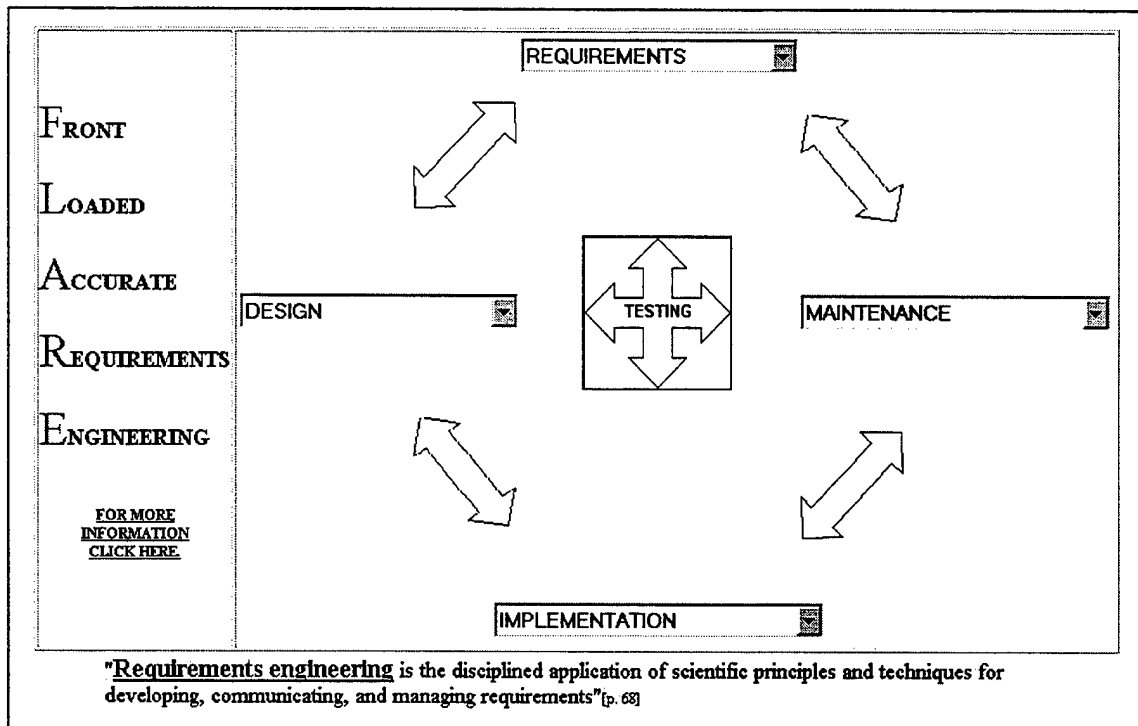 FRONT
LOADED
ACCURATE
REQUIREMENTS
ENGINEERING
FOR MORE
INFORMATION
CLICK HERE.
REQUIREMENTS
DESIGN
TESTING
MAINTENANCE
IMPLEMENTATION
"Requirements engineering is the disciplined application of scientific principles and techniques for
developing, communicating, and managing requirements"[p. 68]